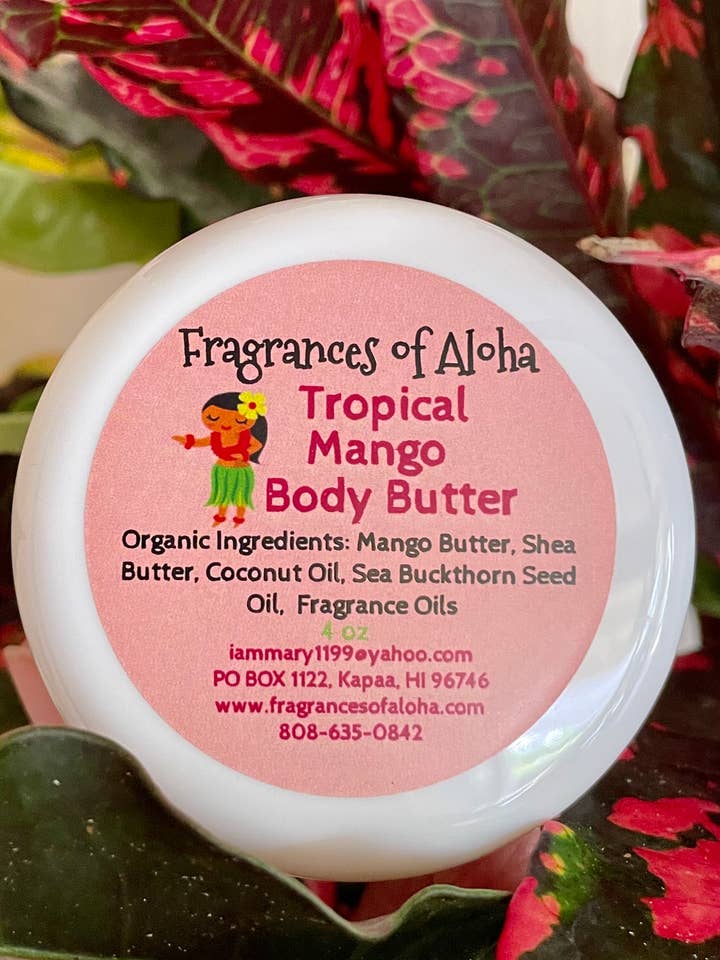 Fragrances of Aloha
Tropical
Mango
Body Butter
Organic Ingredients: Mango Butter, Shea
Butter, Coconut Oil, Sea Buckthorn Seed
Oil, Fragrance Oils
4 oz
iammary1199@yahoo.com
PO BOX 1122, Kapaa, HI 96746
www.fragrancesofaloha.com
808-635-0842